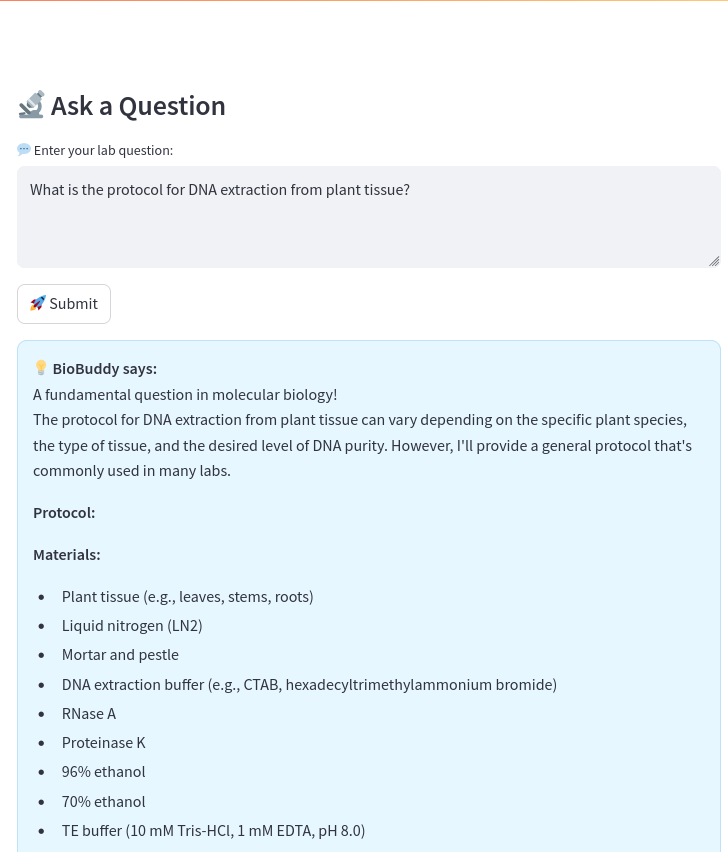 Ask a Question
Enter your lab question:
What is the protocol for DNA extraction from plant tissue?
Submit
BioBuddy says:
A fundamental question in molecular biology!
The protocol for DNA extraction from plant tissue can vary depending on the specific plant species,
the type of tissue, and the desired level of DNA purity. However, I'll provide a general protocol that's
commonly used in many labs.
Protocol:
Materials:
• Plant tissue (e.g., leaves, stems, roots)
• Liquid nitrogen (LN2)
• Mortar and pestle
• DNA extraction buffer (e.g., CTAB, hexadecyltrimethylammonium bromide)
• RNase A
• Proteinase K
• 96% ethanol
• 70% ethanol
• TE buffer (10 mM Tris-HCl, 1 mM EDTA, pH 8.0)